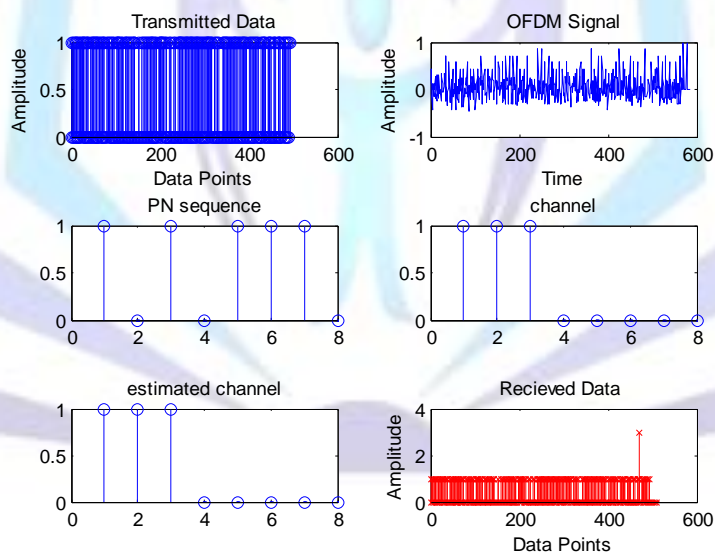 Transmitted Data
Amplitude
1
0.5
0
0 200 400 600
Data Points
OFDM Signal
Amplitude
1
0
-1
0 200 400 600
Time
PN sequence
1
0.5
0
0 2 4 6 8
channel
1
0.5
0
0 2 4 6 8
estimated channel
1
0.5
0
0 2 4 6 8
Recieved Data
Amplitude
4
2
0
0 200 400 600
Data Points